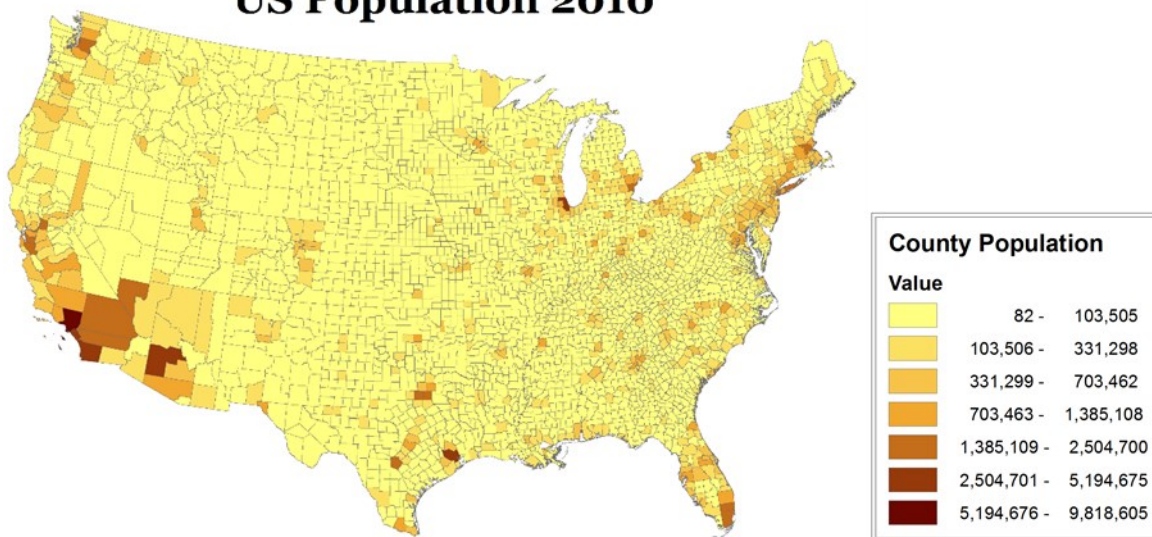 US Population 2010
County Population
Value
82 - 103,505
103,506 - 331,298
331,299 - 703,462
703,463 - 1,385,108
1,385,109 - 2,504,700
2,504,701 - 5,194,675
5,194,676 - 9,818,605